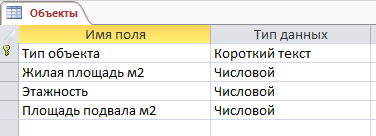 Объекты
Имя поля Тип данных
Тип объекта Короткий текст
Жилая площадь м2 Числовой
Этажность Числовой
Площадь подвала м2 Числовой